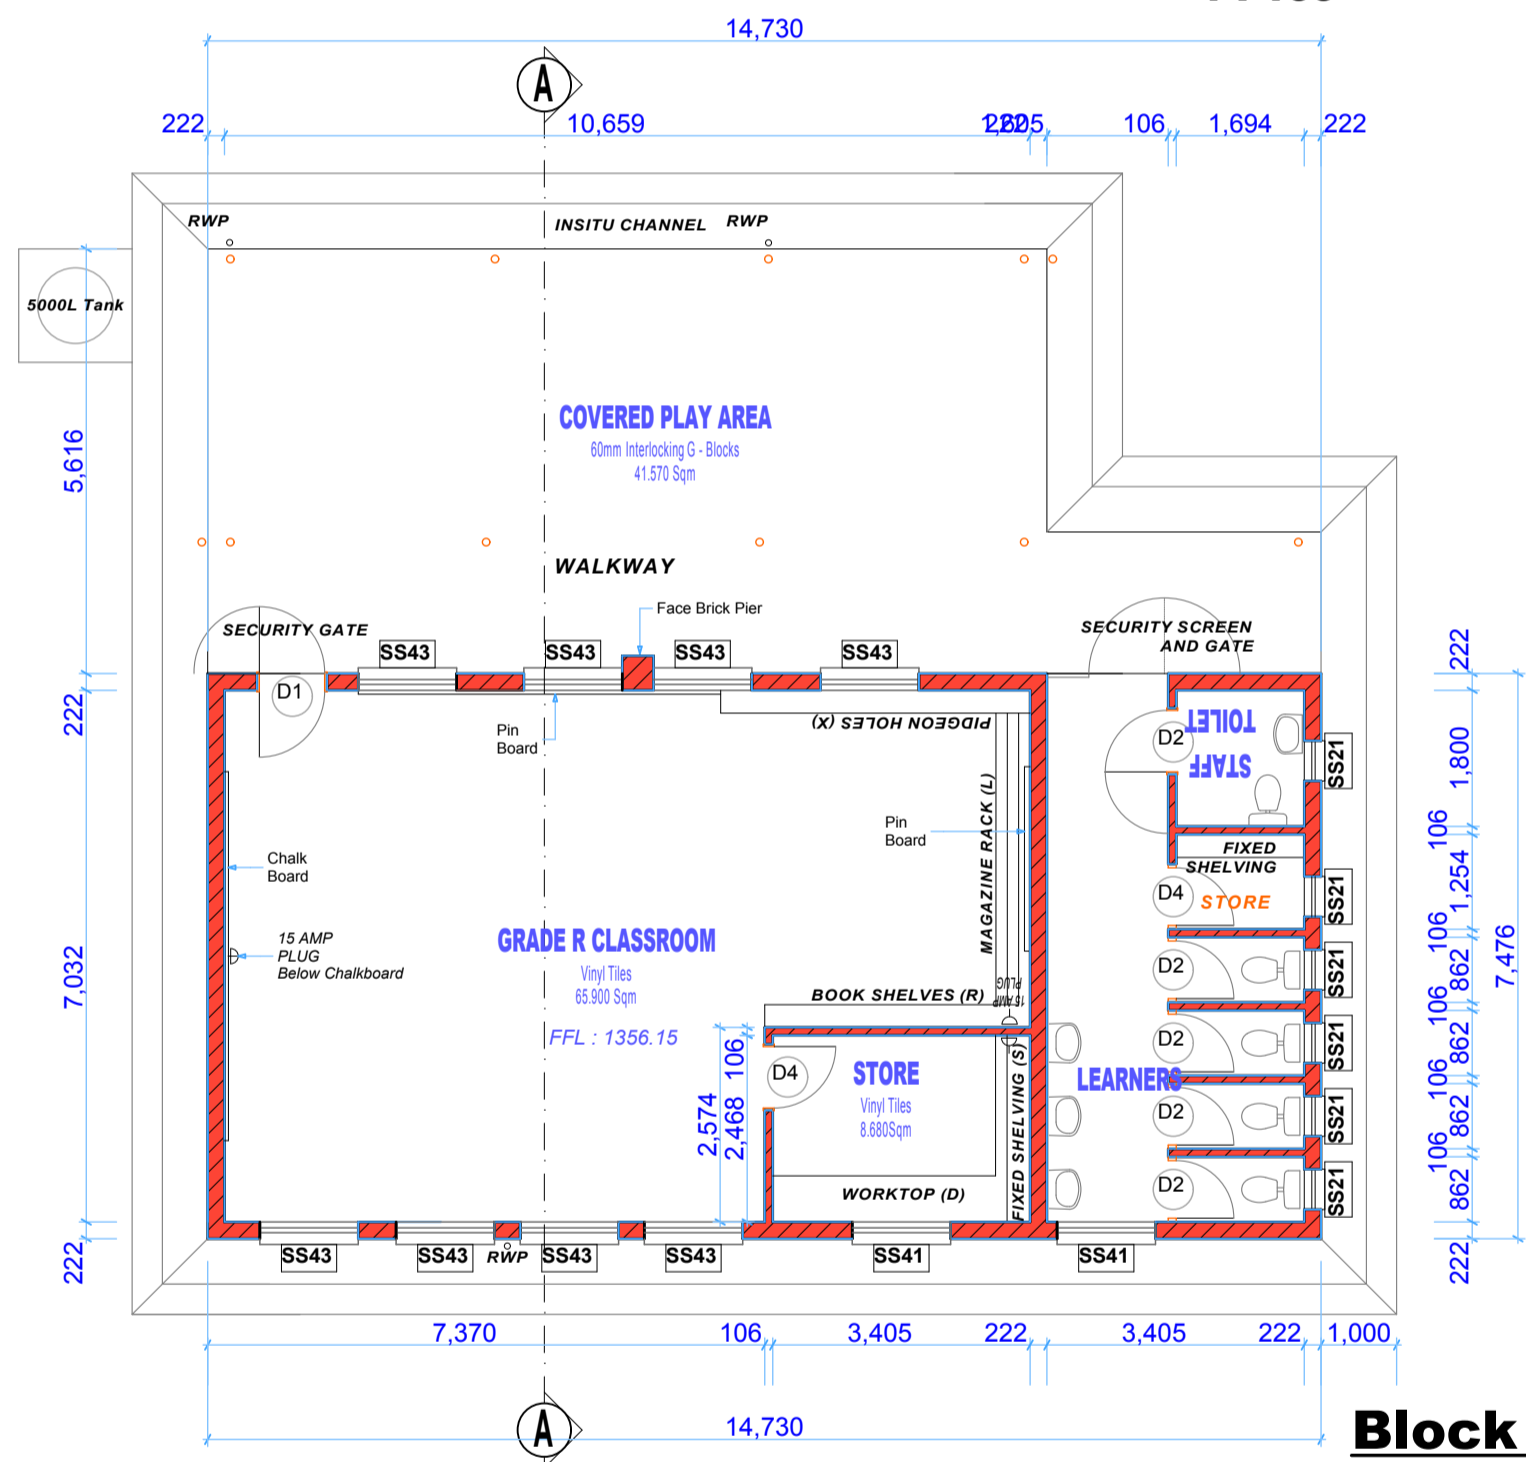 14,730
A
222
10,659
222
1,605
106
1,694
222
RWP
INSITU CHANNEL
RWP
5000L Tank
COVERED PLAY AREA
60mm Interlocking G - Blocks
41.570 Sqm
5,616
WALKWAY
Face Brick Pier
SECURITY GATE
SECURITY SCREEN
AND GATE
SS43
SS43
SS43
SS43
222
D1
PIDGEON HOLES (X)
Pin
Board
222
D2
STAFF
TOILET
SS21
1,800
MAGAZINE RACK (L)
Pin
Board
106
FIXED
SHELVING
Chalk
Board
D4
STORE
SS21
1,254
15 AMP
PLUG
Below Chalkboard
GRADE R CLASSROOM
Vinyl Tiles
65.900 Sqm
FFL : 1356.15
7,032
106
7,476
D2
SS21
862
BOOK SHELVES (R)
15 AMP
PLUG
106
D2
SS21
862
2,574
2,468
106
D4
STORE
Vinyl Tiles
8.680Sqm
FIXED SHELVING (S)
LEARNERS
106
D2
SS21
862
106
WORKTOP (D)
D2
SS21
862
222
SS43
SS43
RWP
SS43
SS43
SS41
SS41
222
7,370
106
3,405
222
3,405
222
1,000
A
14,730
Block